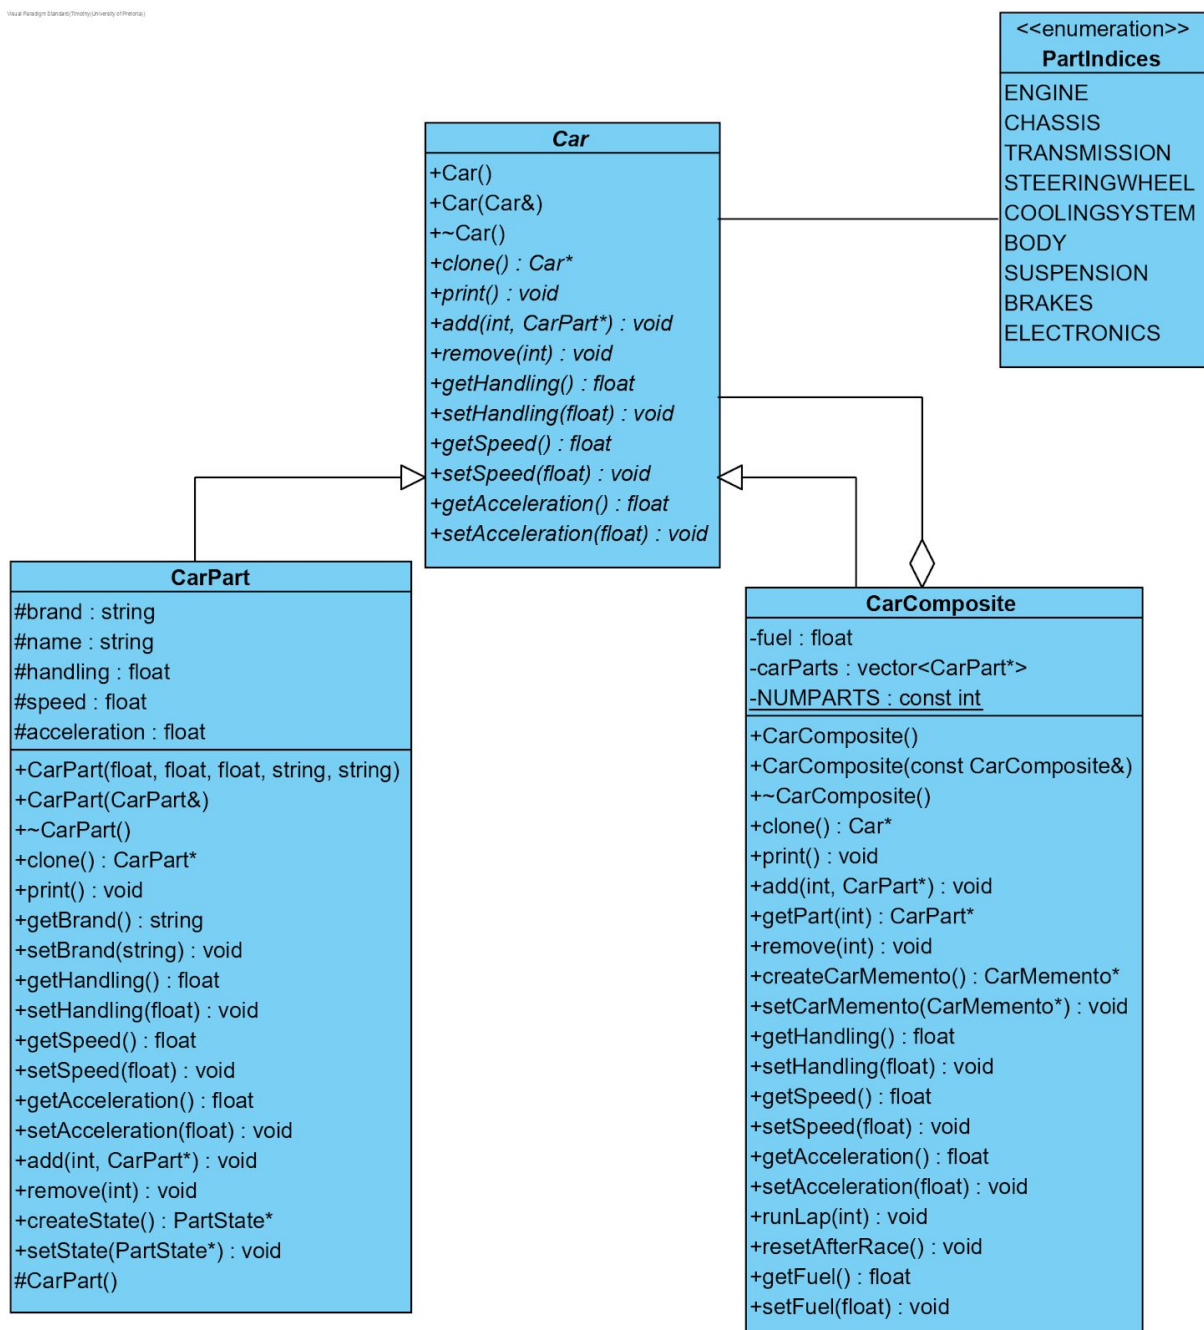 Visual Paradigm Standard(Timothy(University of Pretoria))
<<enumeration>>
PartIndices
ENGINE
CHASSIS
TRANSMISSION
STEERINGWHEEL
COOLINGSYSTEM
BODY
SUSPENSION
BRAKES
ELECTRONICS
Car
+Car()
+Car(Car&)
+~Car()
+clone() : Car*
+print() : void
+add(int, CarPart*) : void
+remove(int) : void
+getHandling() : float
+setHandling(float) : void
+getSpeed() : float
+setSpeed(float) : void
+getAcceleration() : float
+setAcceleration(float) : void
CarPart
#brand : string
#name : string
#handling : float
#speed : float
#acceleration : float
+CarPart(float, float, float, string, string)
+CarPart(CarPart&)
+~CarPart()
+clone() : CarPart*
+print() : void
+getBrand() : string
+setBrand(string) : void
+getHandling() : float
+setHandling(float) : void
+getSpeed() : float
+setSpeed(float) : void
+getAcceleration() : float
+setAcceleration(float) : void
+add(int, CarPart*) : void
+remove(int) : void
+createState() : PartState*
+setState(PartState*) : void
#CarPart()
CarComposite
-fuel : float
-carParts : vector<CarPart*>
-NUMPARTS : const int
+CarComposite()
+CarComposite(const CarComposite&)
+~CarComposite()
+clone() : Car*
+print() : void
+add(int, CarPart*) : void
+getPart(int) : CarPart*
+remove(int) : void
+createCarMemento() : CarMemento*
+setCarMemento(CarMemento*) : void
+getHandling() : float
+setHandling(float) : void
+getSpeed() : float
+setSpeed(float) : void
+getAcceleration() : float
+setAcceleration(float) : void
+runLap(int) : void
+resetAfterRace() : void
+getFuel() : float
+setFuel(float) : void